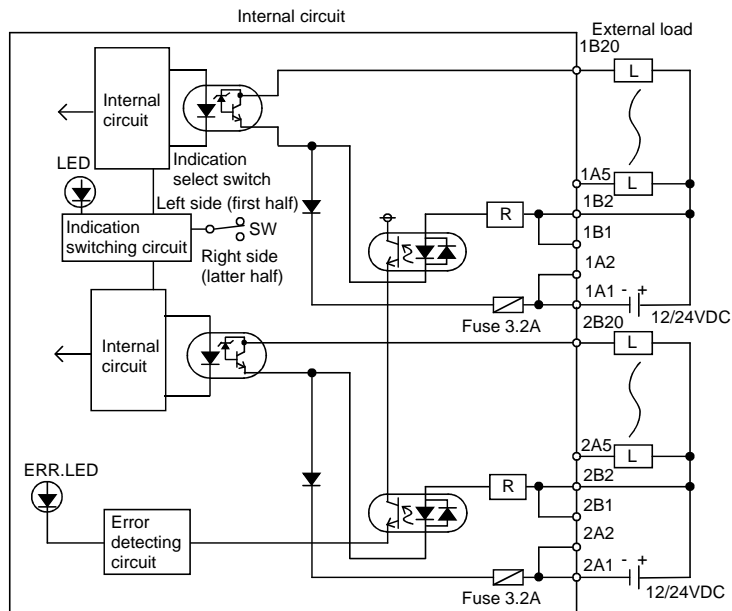 Internal circuit
External load
1B20
L
Internal
circuit
LED
Indication
select switch
Left side (first half)
SW
Right side
(latter half)
Indication
switching circuit
1A5
L
1B2
R
1B1
1A2
1A1
- +
12/24VDC
Fuse 3.2A
2B20
L
Internal
circuit
2A5
L
2B2
R
2B1
2A2
2A1
- +
12/24VDC
Fuse 3.2A
ERR.LED
Error
detecting
circuit